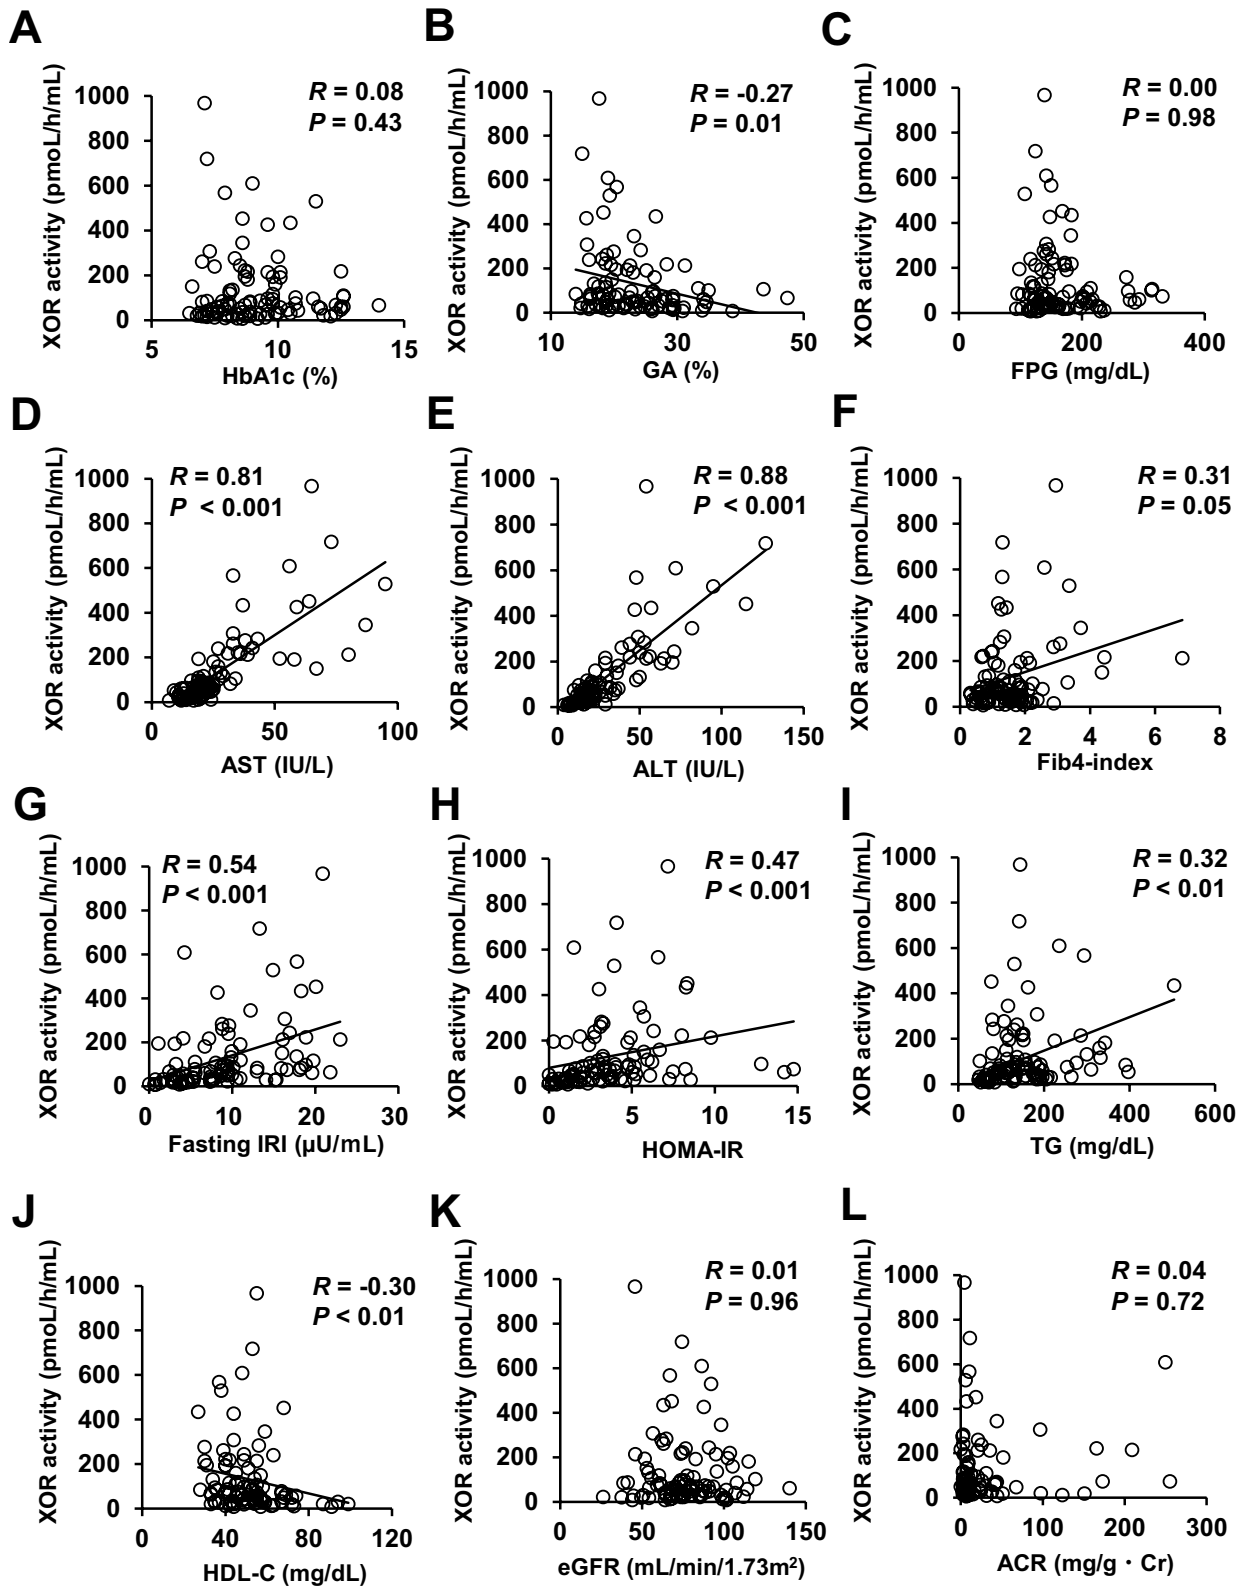 A
XOR activity (pmoL/h/mL)
1000
800
600
400
200
0
5
10
15
HbA1c (%)
R = 0.08
P = 0.43
B
XOR activity (pmoL/h/mL)
1000
800
600
400
200
0
10
30
50
GA (%)
R = -0.27
P = 0.01
C
XOR activity (pmoL/h/mL)
1000
800
600
400
200
0
0
200
400
FPG (mg/dL)
R = 0.00
P = 0.98
D
XOR activity (pmoL/h/mL)
1000
800
600
400
200
0
0
50
100
AST (IU/L)
R = 0.81
P < 0.001
E
XOR activity (pmoL/h/mL)
1000
800
600
400
200
0
0
50
100
150
ALT (IU/L)
R = 0.88
P < 0.001
F
XOR activity (pmoL/h/mL)
1000
800
600
400
200
0
0
2
4
6
8
Fib4-index
R = 0.31
P = 0.05
G
XOR activity (pmoL/h/mL)
1000
800
600
400
200
0
0
10
20
30
Fasting IRI (µU/mL)
R = 0.54
P < 0.001
H
XOR activity (pmoL/h/mL)
1000
800
600
400
200
0
0
5
10
15
HOMA-IR
R = 0.47
P < 0.001
I
XOR activity (pmoL/h/mL)
1000
800
600
400
200
0
0
200
400
600
TG (mg/dL)
R = 0.32
P < 0.01
J
XOR activity (pmoL/h/mL)
1000
800
600
400
200
0
0
40
80
120
HDL-C (mg/dL)
R = -0.30
P < 0.01
K
XOR activity (pmoL/h/mL)
1000
800
600
400
200
0
0
50
100
150
eGFR (mL/min/1.73m²)
R = 0.01
P = 0.96
L
XOR activity (pmoL/h/mL)
1000
800
600
400
200
0
0
100
200
300
ACR (mg/g・Cr)
R = 0.04
P = 0.72